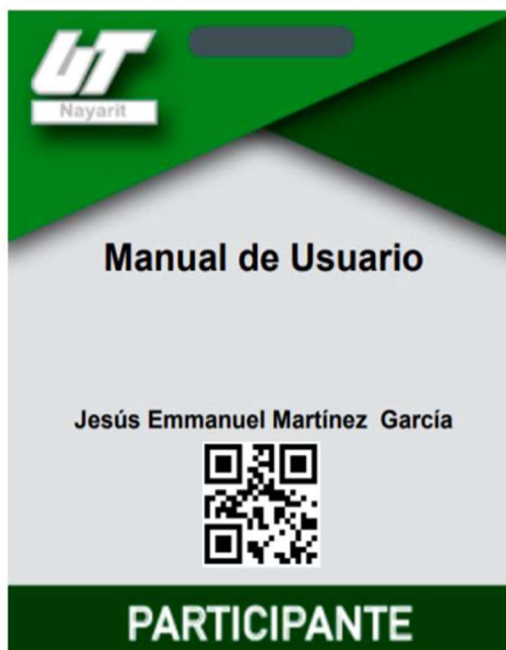 UT
Nayarit
Manual de Usuario
Jesús Emmanuel Martínez García
PARTICIPANTE